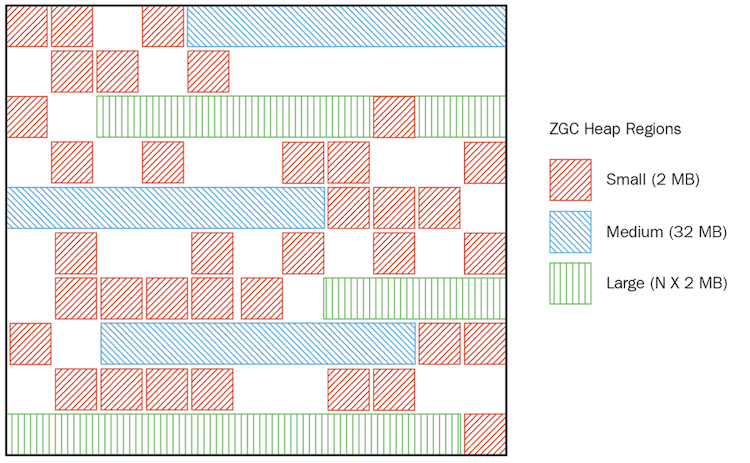 ZGC Heap Regions
Small (2 MB)
Medium (32 MB)
Large (N X 2 MB)